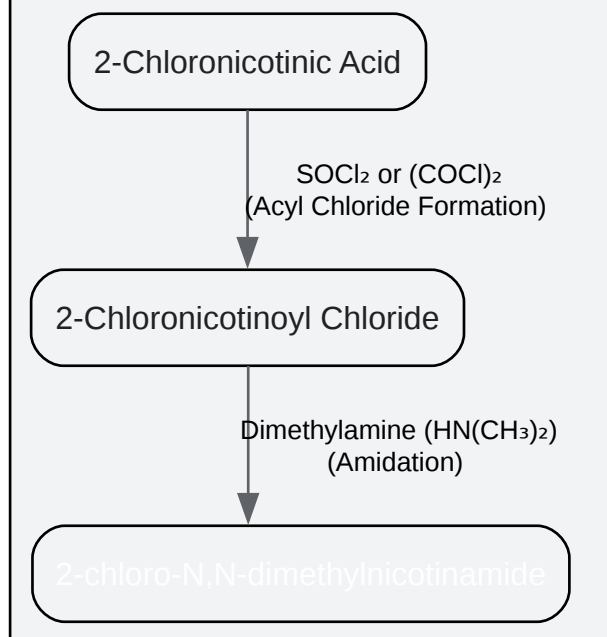 2-Chloronicotinic Acid
SOCl₂ or (COCl)₂
(Acyl Chloride Formation)
2-Chloronicotinoyl Chloride
Dimethylamine (HN(CH₃)₂)
(Amidation)
2-chloro-N,N-dimethylnicotinamide